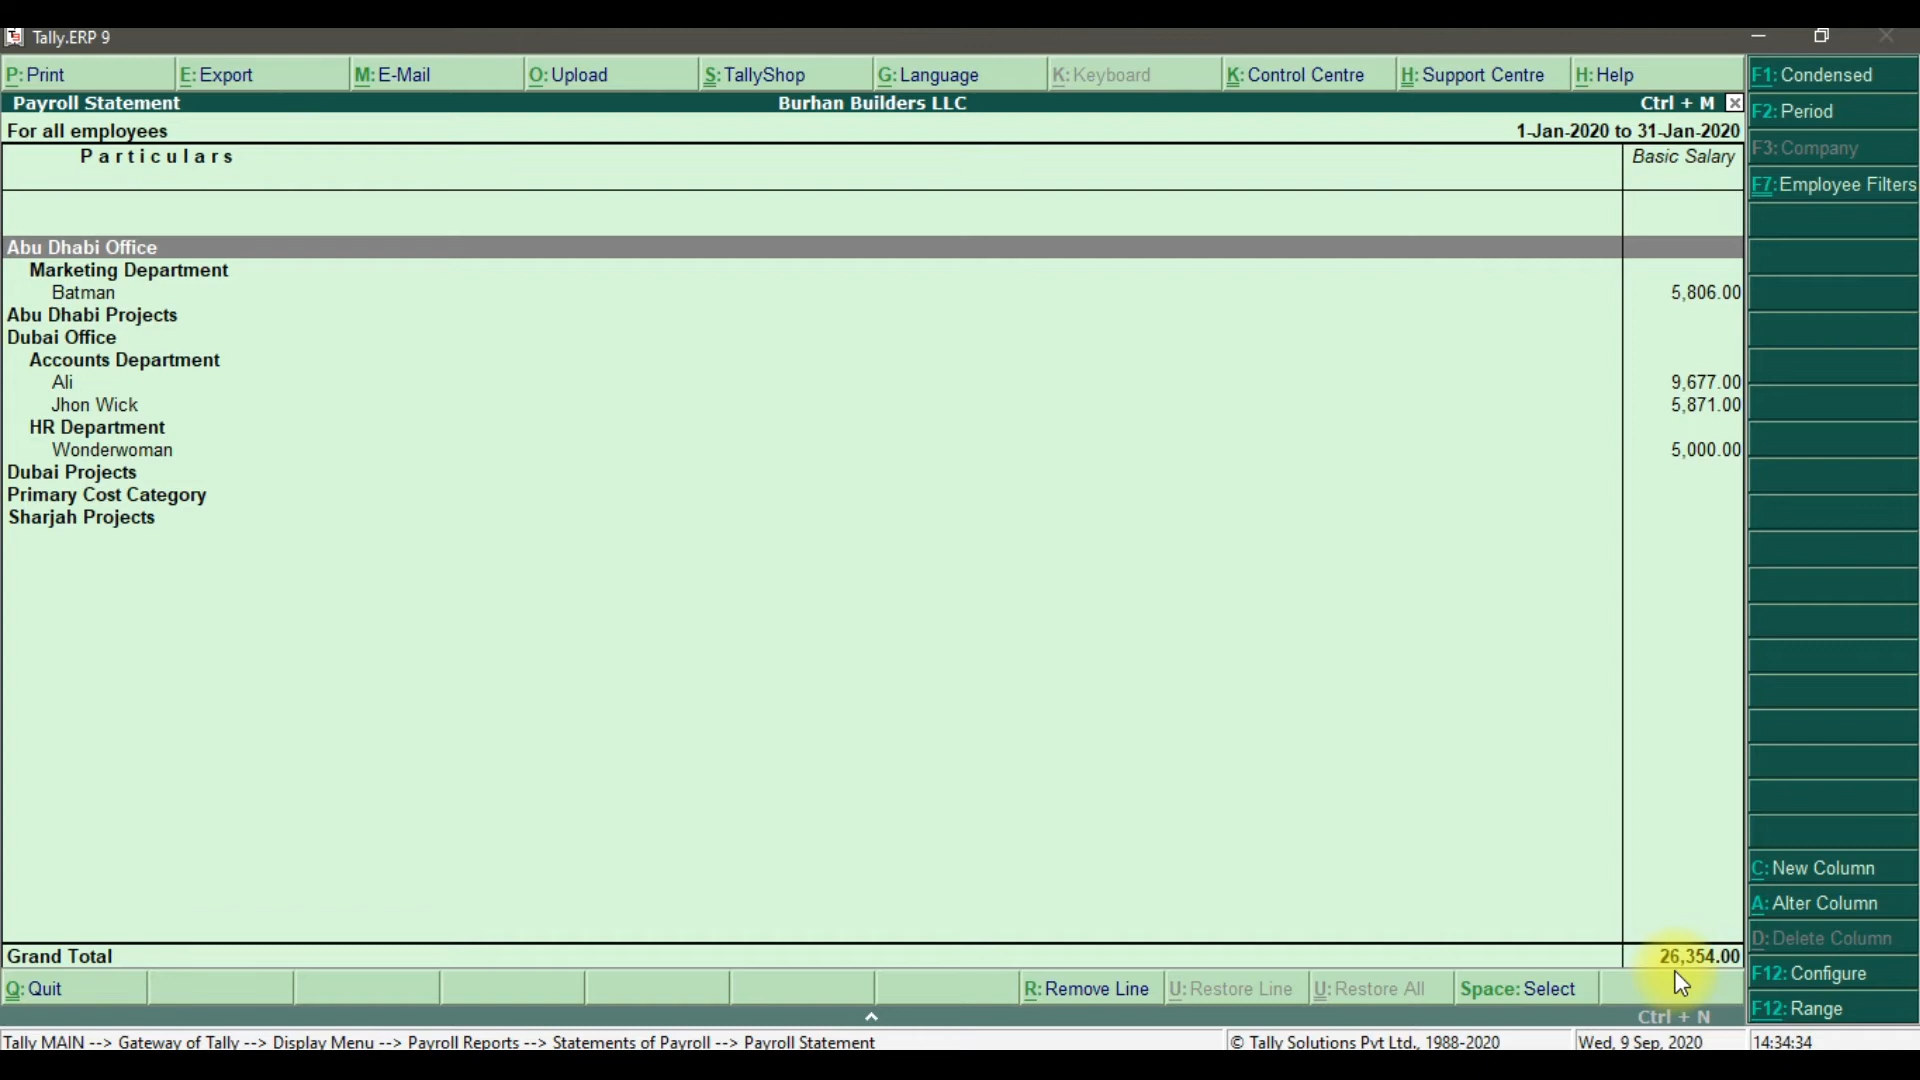 Tally.ERP 9
P: Print E: Export M: E-Mail O: Upload S: TallyShop G: Language K: Keyboard K: Control Centre H: Support Centre H: Help
Payroll Statement Burhan Builders LLC Ctrl + M
For all employees 1-Jan-2020 to 31-Jan-2020
Particulars Basic Salary
Abu Dhabi Office
Marketing Department
Batman 5,806.00
Abu Dhabi Projects
Dubai Office
Accounts Department
Ali 9,677.00
Jhon Wick 5,871.00
HR Department
Wonderwoman 5,000.00
Dubai Projects
Primary Cost Category
Sharjah Projects
Grand Total 26,354.00
F1: Condensed
F2: Period
F3: Company
F7: Employee Filters
C: New Column
A: Alter Column
D: Delete Column
F12: Configure
F12: Range
Q: Quit R: Remove Line U: Restore Line U: Restore All Space: Select
Ctrl + N
Tally MAIN --> Gateway of Tally --> Display Menu --> Payroll Reports --> Statements of Payroll --> Payroll Statement © Tally Solutions Pvt Ltd., 1988-2020 Wed, 9 Sep, 2020 14:34:34